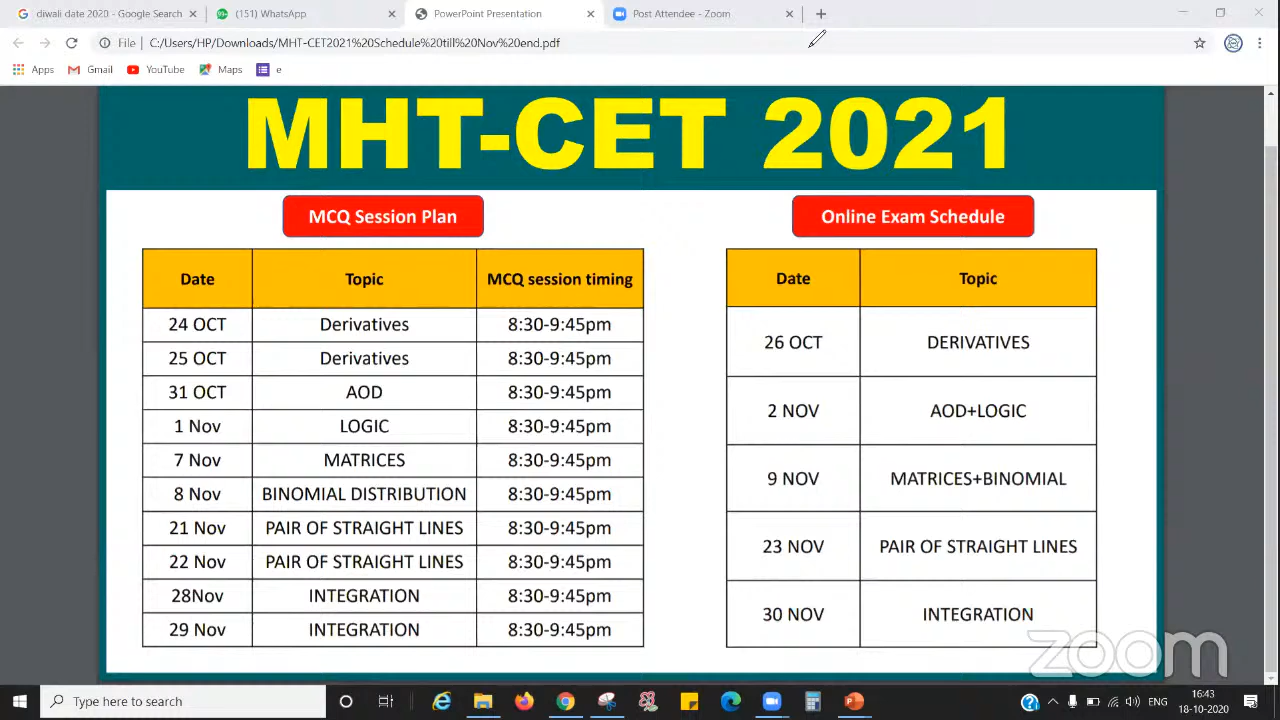 diwali date 2020 - Google Search
99+ (151) WhatsApp
PowerPoint Presentation
Post Attendee - Zoom
File C:/Users/HP/Downloads/MHT-CET2021%20Schedule%20till%20Nov%20end.pdf
Apps Gmail YouTube Maps e
MHT-CET 2021
MCQ Session Plan
Date Topic MCQ session timing
24 OCT Derivatives 8:30-9:45pm
25 OCT Derivatives 8:30-9:45pm
31 OCT AOD 8:30-9:45pm
1 Nov LOGIC 8:30-9:45pm
7 Nov MATRICES 8:30-9:45pm
8 Nov BINOMIAL DISTRIBUTION 8:30-9:45pm
21 Nov PAIR OF STRAIGHT LINES 8:30-9:45pm
22 Nov PAIR OF STRAIGHT LINES 8:30-9:45pm
28Nov INTEGRATION 8:30-9:45pm
29 Nov INTEGRATION 8:30-9:45pm
Online Exam Schedule
Date Topic
26 OCT DERIVATIVES
2 NOV AOD+LOGIC
9 NOV MATRICES+BINOMIAL
23 NOV PAIR OF STRAIGHT LINES
30 NOV INTEGRATION
zoom
Type here to search
ENG
16:43
18-10-2020